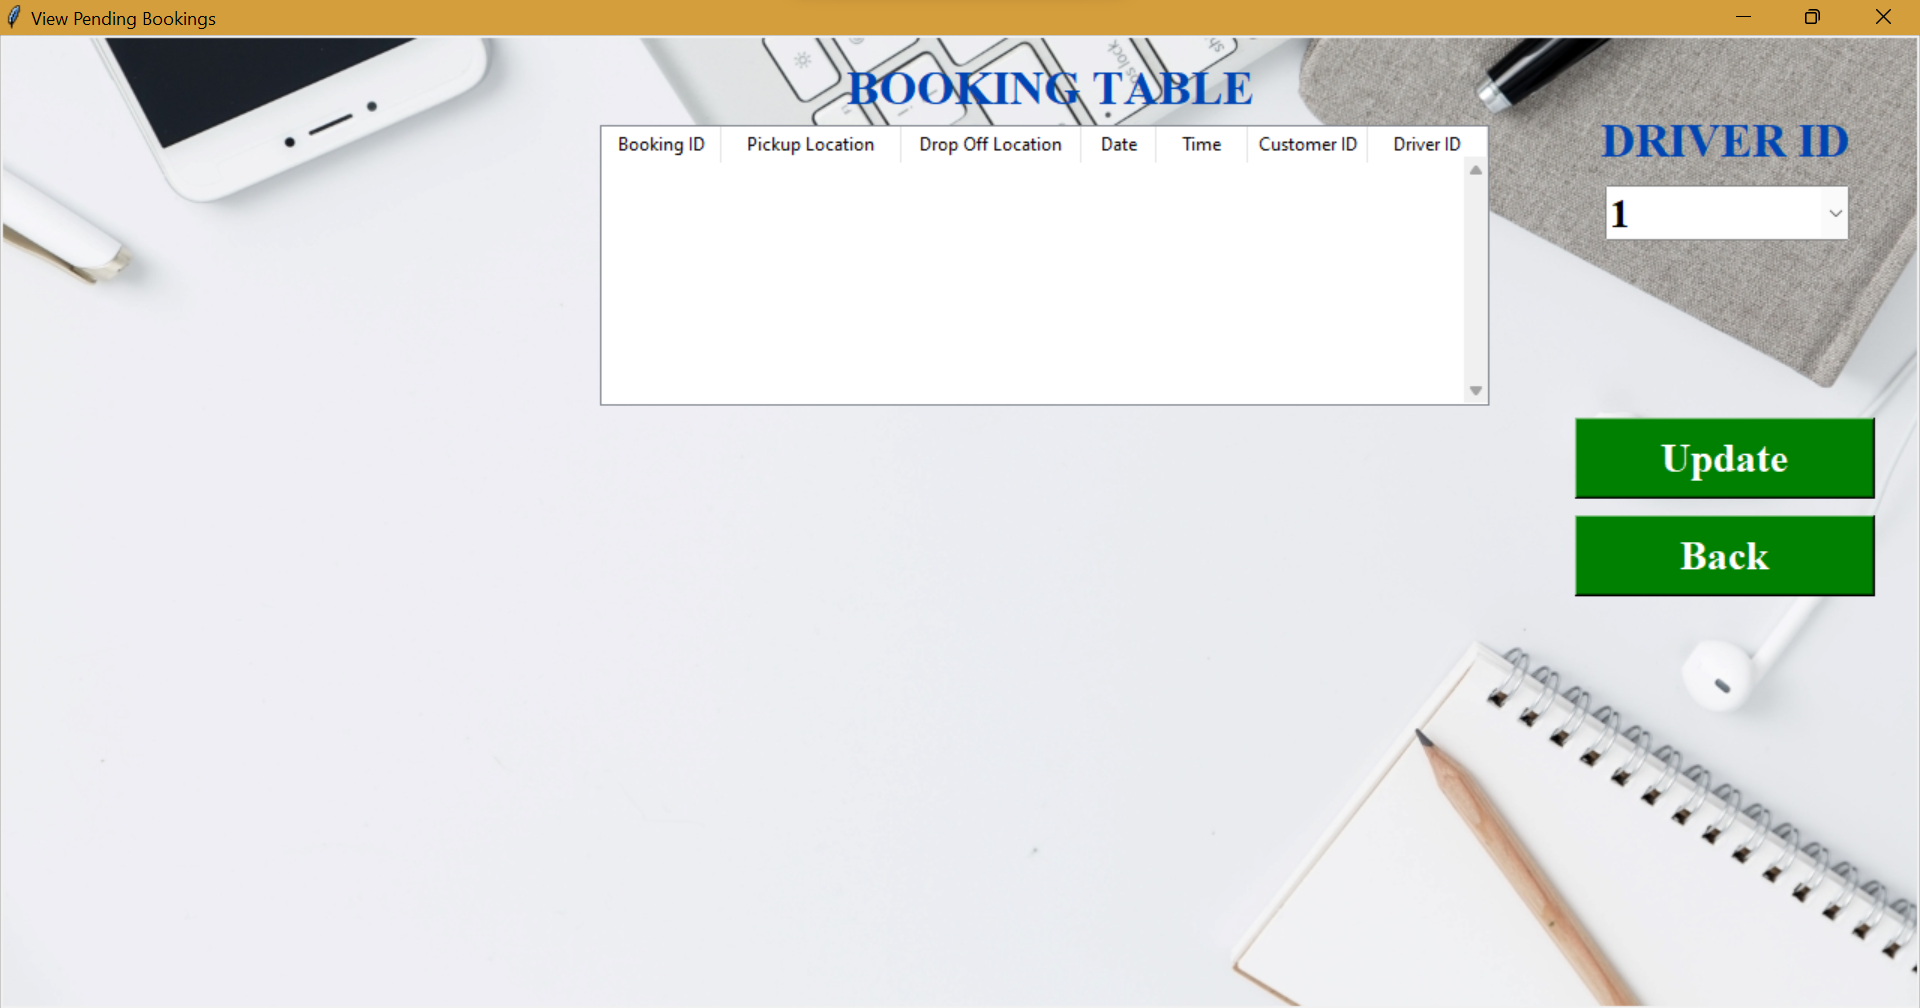 View Pending Bookings
BOOKING TABLE
Booking ID Pickup Location Drop Off Location Date Time Customer ID Driver ID
DRIVER ID
1
Update
Back